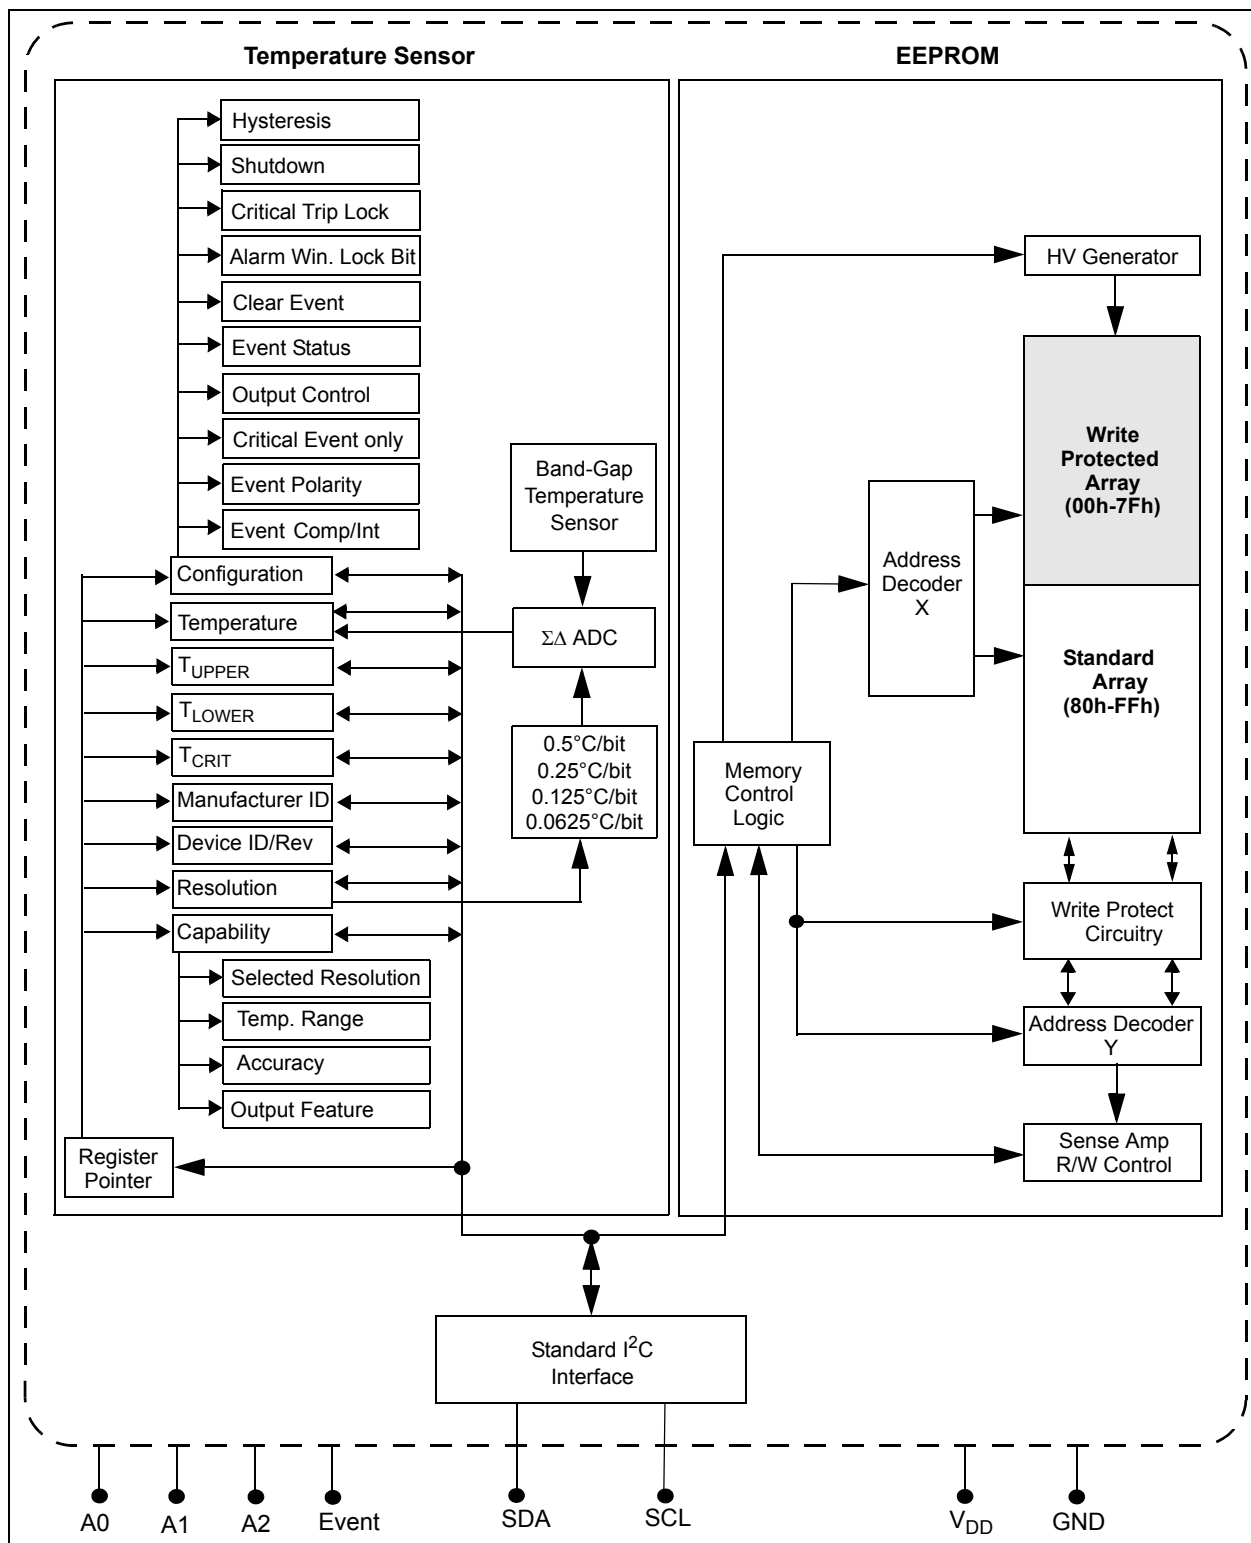 Temperature Sensor
Hysteresis
Shutdown
Critical Trip Lock
Alarm Win. Lock Bit
Clear Event
Event Status
Output Control
Critical Event only
Event Polarity
Event Comp/Int
Configuration
Temperature
TUPPER
TLOWER
TCRIT
Manufacturer ID
Device ID/Rev
Resolution
Capability
Selected Resolution
Temp. Range
Accuracy
Output Feature
Register
Pointer
Band-Gap
Temperature
Sensor
ΣΔ ADC
0.5°C/bit
0.25°C/bit
0.125°C/bit
0.0625°C/bit
EEPROM
HV Generator
Write
Protected
Array
(00h-7Fh)
Address
Decoder
X
Standard
Array
(80h-FFh)
Memory
Control
Logic
Write Protect
Circuitry
Address Decoder
Y
Sense Amp
R/W Control
Standard I²C
Interface
A0
A1
A2
Event
SDA
SCL
VDD
GND